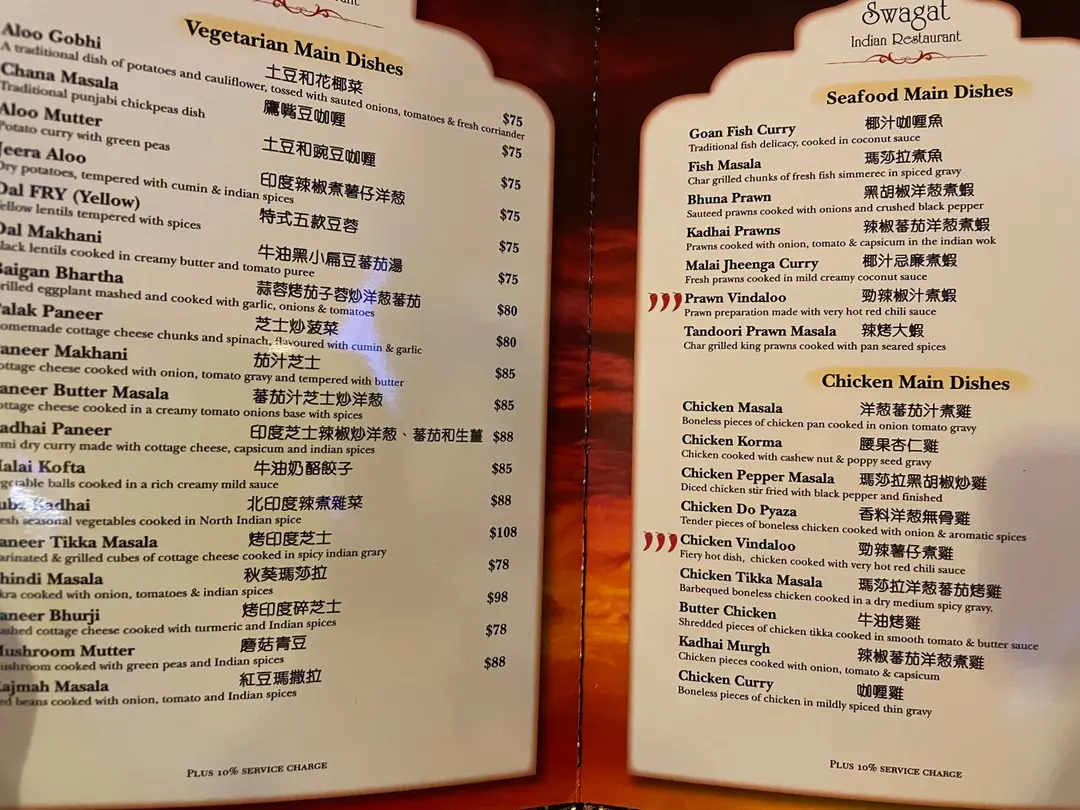 Vegetarian Main Dishes
Aloo Gobhi 土豆和花椰菜 $75
A traditional dish of potatoes and cauliflower, tossed with sauted onions, tomatoes & fresh corriander
Chana Masala 鷹嘴豆咖喱 $75
Traditional punjabi chickpeas dish
Aloo Mutter 土豆和豌豆咖喱 $75
Potato curry with green peas
Jeera Aloo 印度辣椒煮薯仔洋葱 $75
Dry potatoes, tempered with cumin & indian spices
Dal FRY (Yellow) 特式五款豆蓉 $75
ellow lentils tempered with spices
Dal Makhani 牛油黑小扁豆蕃茄湯 $75
lack lentils cooked in creamy butter and tomato puree
Baigan Bhartha 蒜蓉烤茄子蓉炒洋葱蕃茄 $80
rilled eggplant mashed and cooked with garlic, onions & tomatoes
alak Paneer 芝士炒菠菜 $80
omemade cottage cheese chunks and spinach, flavoured with cumin & garlic
aneer Makhani 茄汁芝士 $85
ottage cheese cooked with onion, tomato gravy and tempered with butter
aneer Butter Masala 蕃茄汁芝士炒洋葱 $85
ottage cheese cooked in a creamy tomato onions base with spices
adhai Paneer 印度芝士辣椒炒洋葱、蕃茄和生薑 $88
mi dry curry made with cottage cheese, capsicum and indian spices
alai Kofta 牛油奶酪餃子 $85
getable balls cooked in a rich creamy mild sauce
ubz Kadhai 北印度辣煮雜菜 $88
esh seasonal vegetables cooked in North Indian spice
aneer Tikka Masala 烤印度芝士 $108
arinated & grilled cubes of cottage cheese cooked in spicy indian grary
hindi Masala 秋葵瑪莎拉 $78
kra cooked with onion, tomatoes & indian spices
aneer Bhurji 烤印度碎芝士 $98
ashed cottage cheese cooked with turmeric and Indian spices
Mushroom Mutter 磨菇青豆 $78
ushroom cooked with green peas and Indian spices
ajmah Masala 紅豆瑪撒拉 $88
ed beans cooked with onion, tomato and Indian spices
PLUS 10% SERVICE CHARGE
Swagat
Indian Restaurant
Seafood Main Dishes
Goan Fish Curry 椰汁咖喱魚
Traditional fish delicacy, cooked in coconut sauce
Fish Masala 瑪莎拉煮魚
Char grilled chunks of fresh fish simmerec in spiced gravy
Bhuna Prawn 黑胡椒洋葱煮蝦
Sauteed prawns cooked with onions and crushed black pepper
Kadhai Prawns 辣椒蕃茄洋葱煮蝦
Prawns cooked with onion, tomato & capsicum in the indian wok
Malai Jheenga Curry 椰汁忌廉煮蝦
Fresh prawns cooked in mild creamy coconut sauce
Prawn Vindaloo 勁辣椒汁煮蝦
Prawn preparation made with very hot red chili sauce
Tandoori Prawn Masala 辣烤大蝦
Char grilled king prawns cooked with pan seared spices
Chicken Main Dishes
Chicken Masala 洋葱蕃茄汁煮雞
Boneless pieces of chicken pan cooked in onion tomato gravy
Chicken Korma 腰果杏仁雞
Chicken cooked with cashew nut & poppy seed gravy
Chicken Pepper Masala 瑪莎拉黑胡椒炒雞
Diced chicken stir fried with black pepper and finished
Chicken Do Pyaza 香料洋葱無骨雞
Tender pieces of boneless chicken cooked with onion & aromatic spices
Chicken Vindaloo 勁辣薯仔煮雞
Fiery hot dish, chicken cooked with very hot red chili sauce
Chicken Tikka Masala 瑪莎拉洋葱蕃茄烤雞
Barbequed boneless chicken cooked in a dry medium spicy gravy.
Butter Chicken 牛油烤雞
Shredded pieces of chicken tikka cooked in smooth tomato & butter sauce
Kadhai Murgh 辣椒蕃茄洋葱煮雞
Chicken pieces cooked with onion, tomato & capsicum
Chicken Curry 咖喱雞
Boneless pieces of chicken in mildly spiced thin gravy
PLUS 10% SERVICE CHARGE